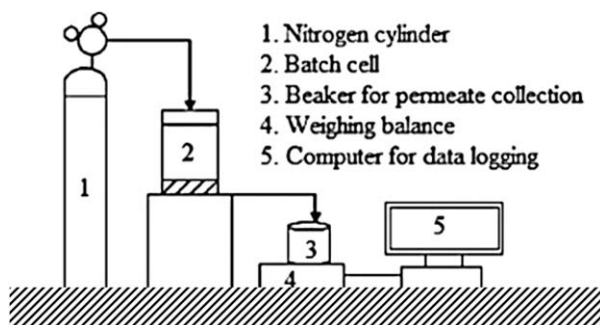 1. Nitrogen cylinder
2. Batch cell
3. Beaker for permeate collection
4. Weighing balance
5. Computer for data logging
2
1
5
3
4